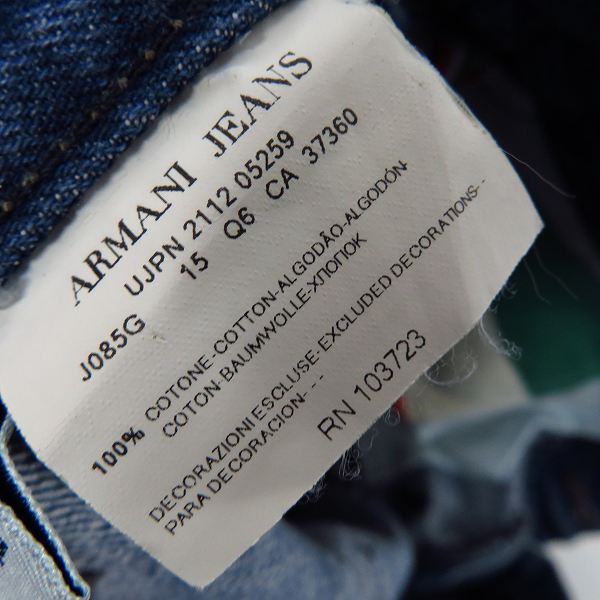 ARMANI JEANS
UJPN 2112 05259
J085G 15 Q6 CA 37360
100% COTONE-COTTON-ALGODÃO-ALGODÓN-
COTON-BAUMWOLLE-ХЛОПОК
DECORAZIONI ESCLUSE-EXCLUDED DECORATIONS- -
PARA DECORACION- - -
RN 103723